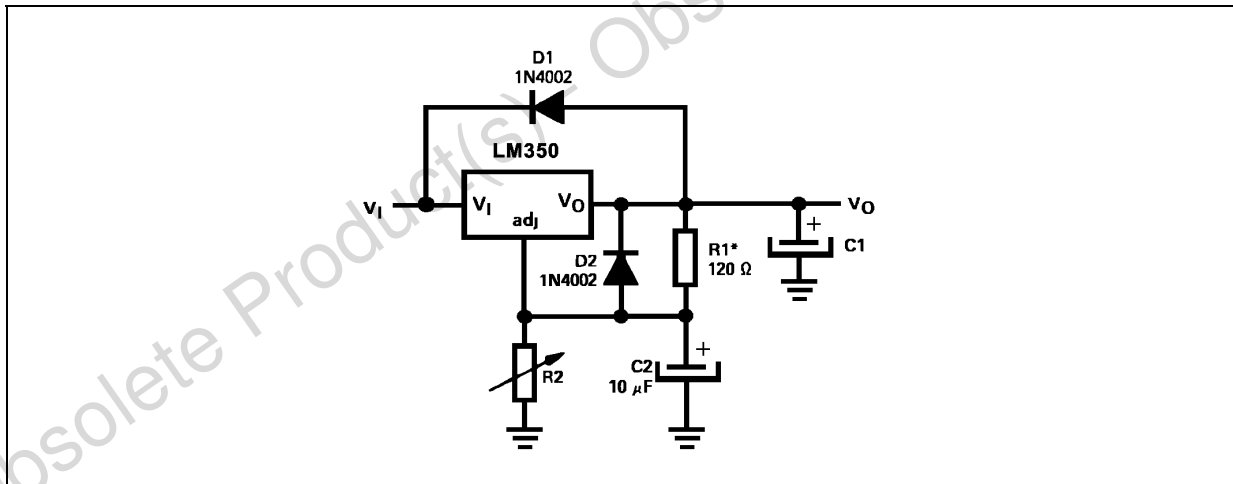 D1
1N4002
LM350
VI
VI
VO
adj
VO
D2
1N4002
R1*
120 Ω
+
C1
R2
C2
10 μF
+
Obsolete Product(s) - Obs